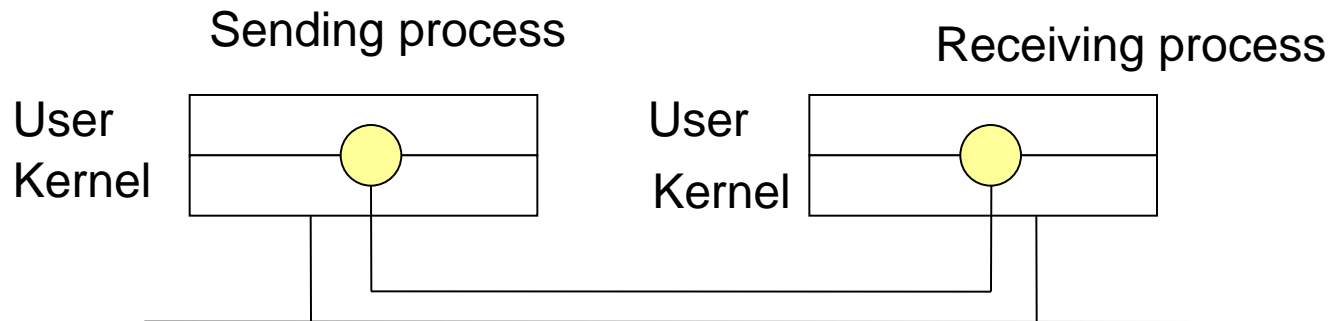 Sending process
Receiving process
User
Kernel
User
Kernel